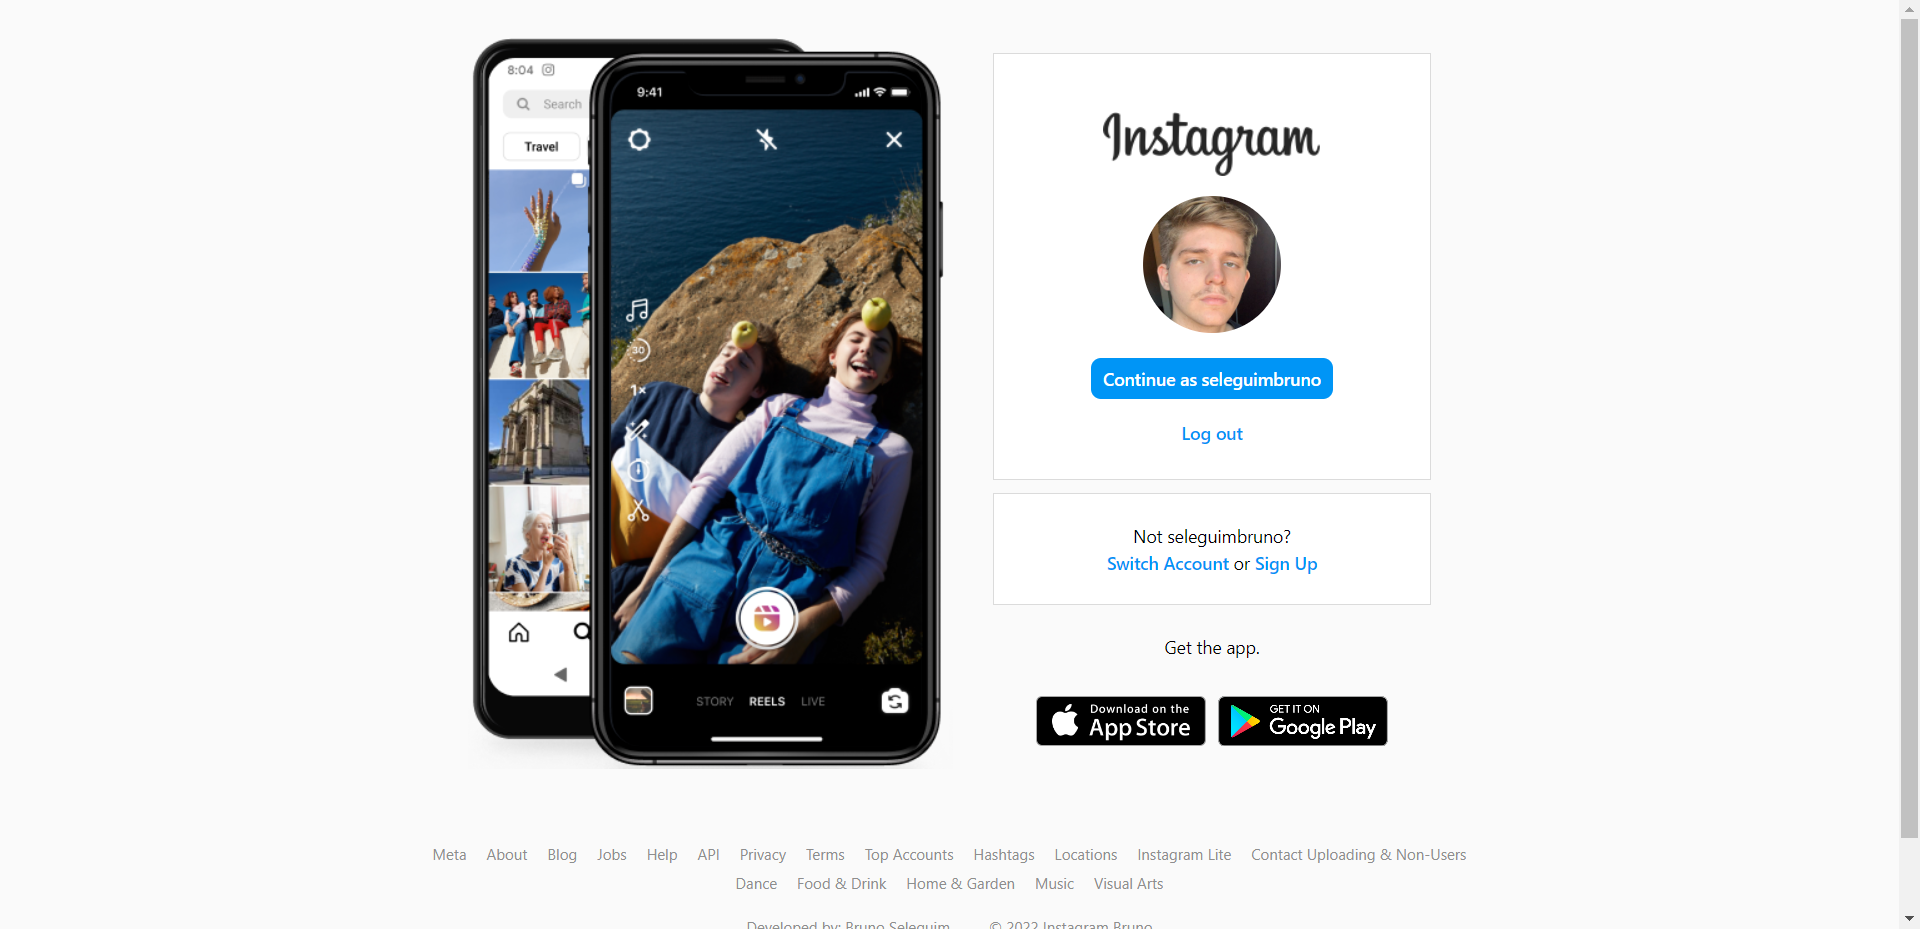 8:04
Search
Travel
9:41
30
1×
STORY REELS LIVE
Instagram
Continue as seleguimbruno
Log out
Not seleguimbruno?
Switch Account or Sign Up
Get the app.
Download on the
App Store
GET IT ON
Google Play
Meta About Blog Jobs Help API Privacy Terms Top Accounts Hashtags Locations Instagram Lite Contact Uploading & Non-Users
Dance Food & Drink Home & Garden Music Visual Arts
Developed by: Bruno Seleguim © 2022 Instagram Bruno